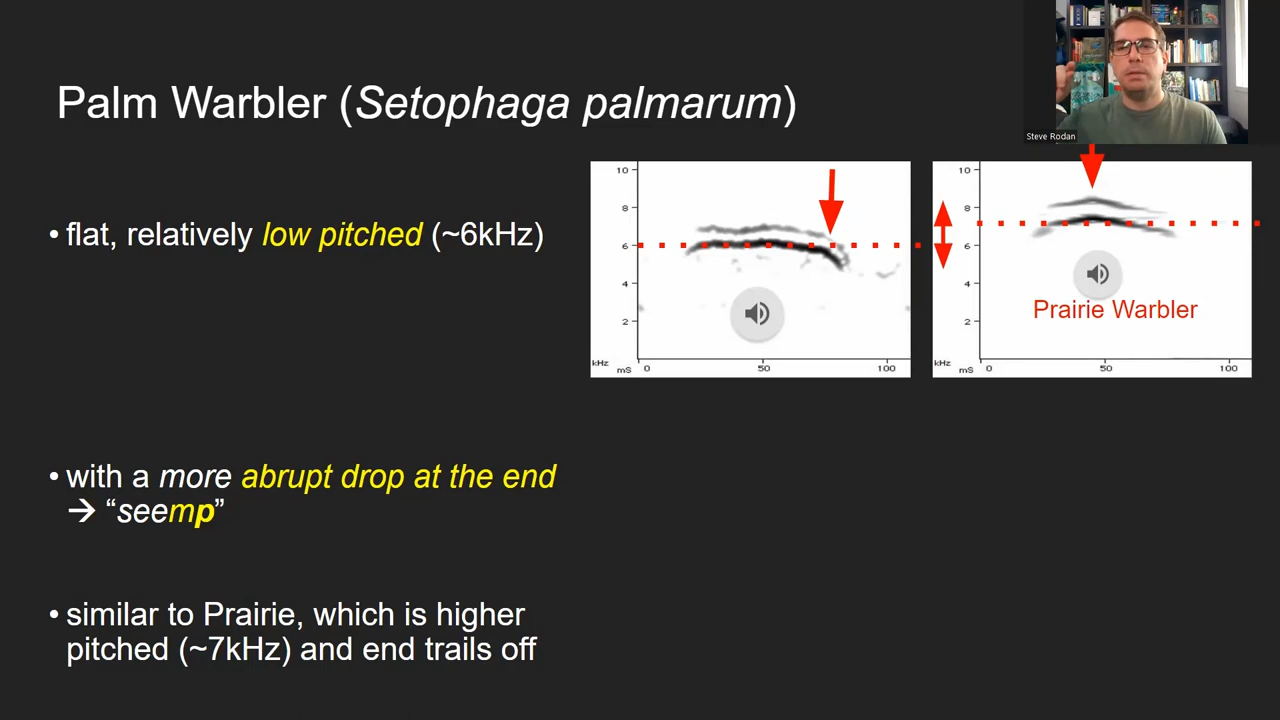 Palm Warbler (Setophaga palmarum)
Steve Rodan
• flat, relatively low pitched (~6kHz)
10
8
6
4
2
kHz
mS
0
50
100
10
8
6
4
2
kHz
mS
0
50
100
Prairie Warbler
• with a more abrupt drop at the end
→ “seemp”
• similar to Prairie, which is higher
pitched (~7kHz) and end trails off